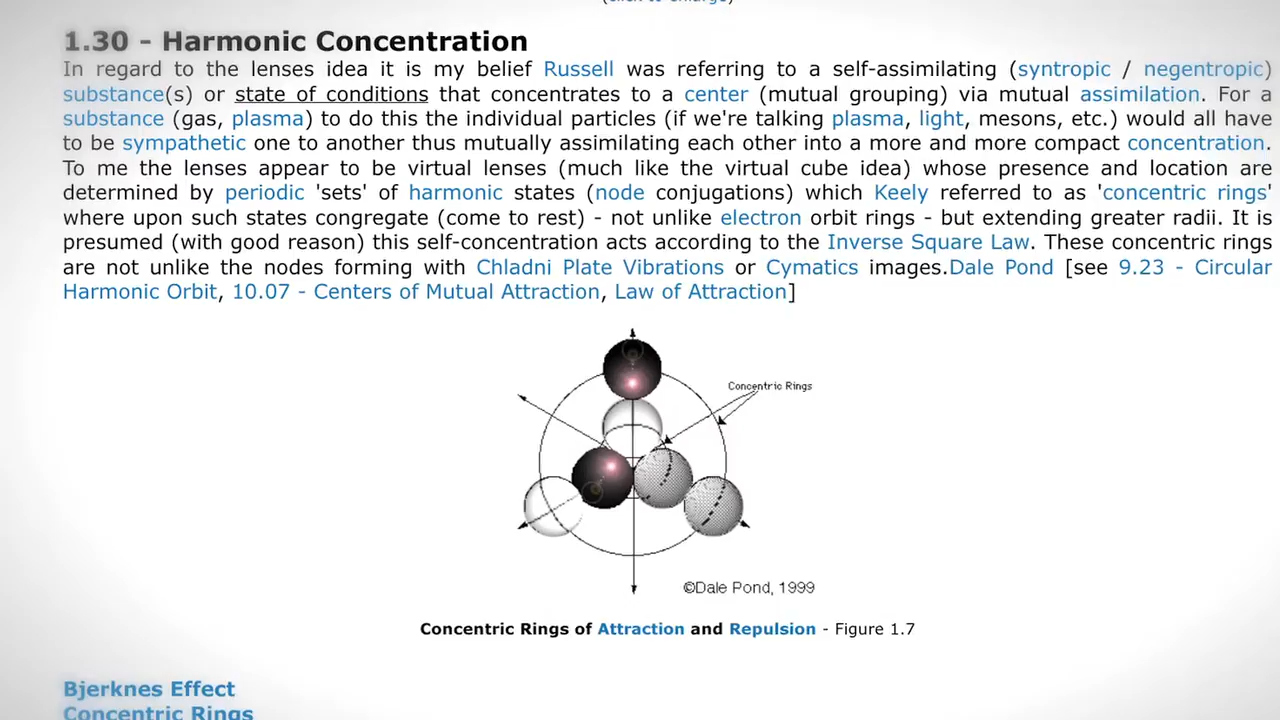 (click to enlarge)
1.30 - Harmonic Concentration
In regard to the lenses idea it is my belief Russell was referring to a self-assimilating (syntropic / negentropic)
substance(s) or state of conditions that concentrates to a center (mutual grouping) via mutual assimilation. For a
substance (gas, plasma) to do this the individual particles (if we're talking plasma, light, mesons, etc.) would all have
to be sympathetic one to another thus mutually assimilating each other into a more and more compact concentration.
To me the lenses appear to be virtual lenses (much like the virtual cube idea) whose presence and location are
determined by periodic 'sets' of harmonic states (node conjugations) which Keely referred to as 'concentric rings'
where upon such states congregate (come to rest) - not unlike electron orbit rings - but extending greater radii. It is
presumed (with good reason) this self-concentration acts according to the Inverse Square Law. These concentric rings
are not unlike the nodes forming with Chladni Plate Vibrations or Cymatics images.Dale Pond [see 9.23 - Circular
Harmonic Orbit, 10.07 - Centers of Mutual Attraction, Law of Attraction]
Concentric Rings
©Dale Pond, 1999
Concentric Rings of Attraction and Repulsion - Figure 1.7
Bjerknes Effect
Concentric Rings